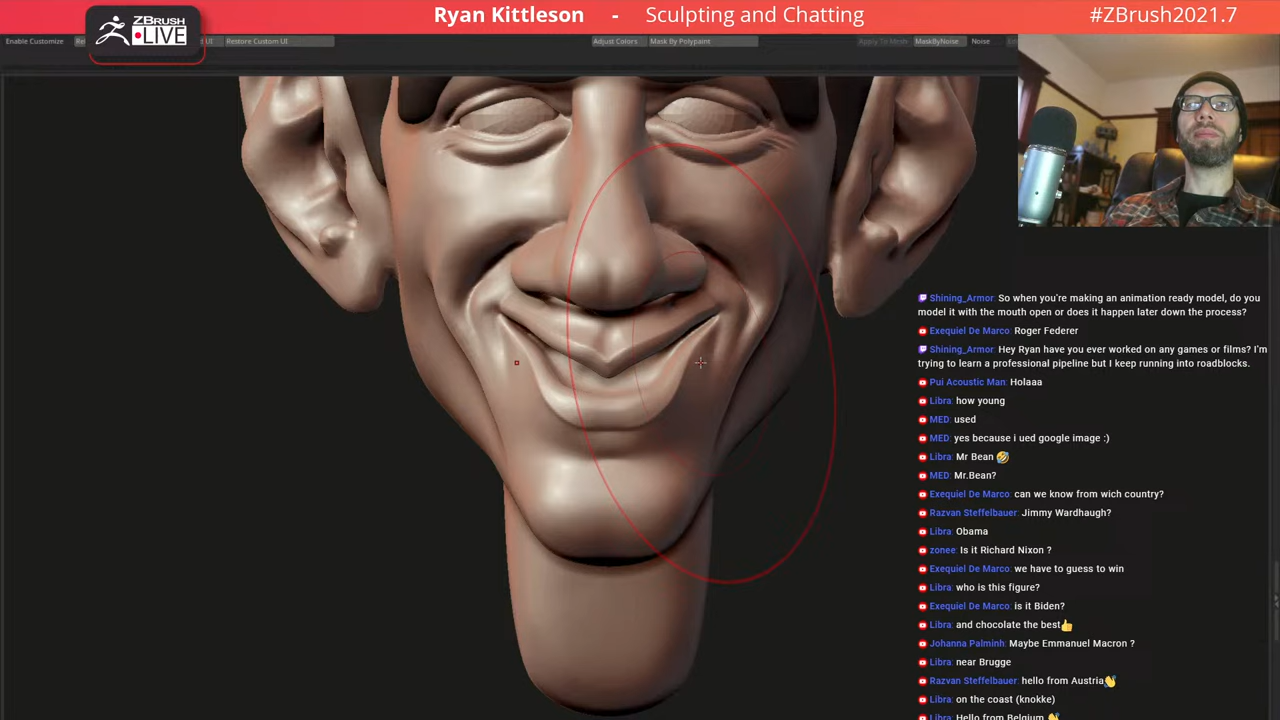 Ryan Kittleson - Sculpting and Chatting #ZBrush2021.7
ZBRUSH
LIVE
Enable Customize Restore Custom UI Adjust Colors Mask By Polypaint Apply To Mesh MaskByNoise Noise
Shining_Armor: So when you're making an animation ready model, do you
model it with the mouth open or does it happen later down the process?
Exequiel De Marco: Roger Federer
Shining_Armor: Hey Ryan have you ever worked on any games or films? I'm
trying to learn a professional pipeline but I keep running into roadblocks.
Pui Acoustic Man: Holaaa
Libra: how young
MED: used
MED: yes because i ued google image :)
Libra: Mr Bean 🤣
MED: Mr.Bean?
Exequiel De Marco: can we know from wich country?
Razvan Steffelbauer: Jimmy Wardhaugh?
Libra: Obama
zonee: Is it Richard Nixon ?
Exequiel De Marco: we have to guess to win
Libra: who is this figure?
Exequiel De Marco: is it Biden?
Libra: and chocolate the best👍
Johanna Palminh: Maybe Emmanuel Macron ?
Libra: near Brugge
Razvan Steffelbauer: hello from Austria👋
Libra: on the coast (knokke)
Libra: Hello from Belgium 👋